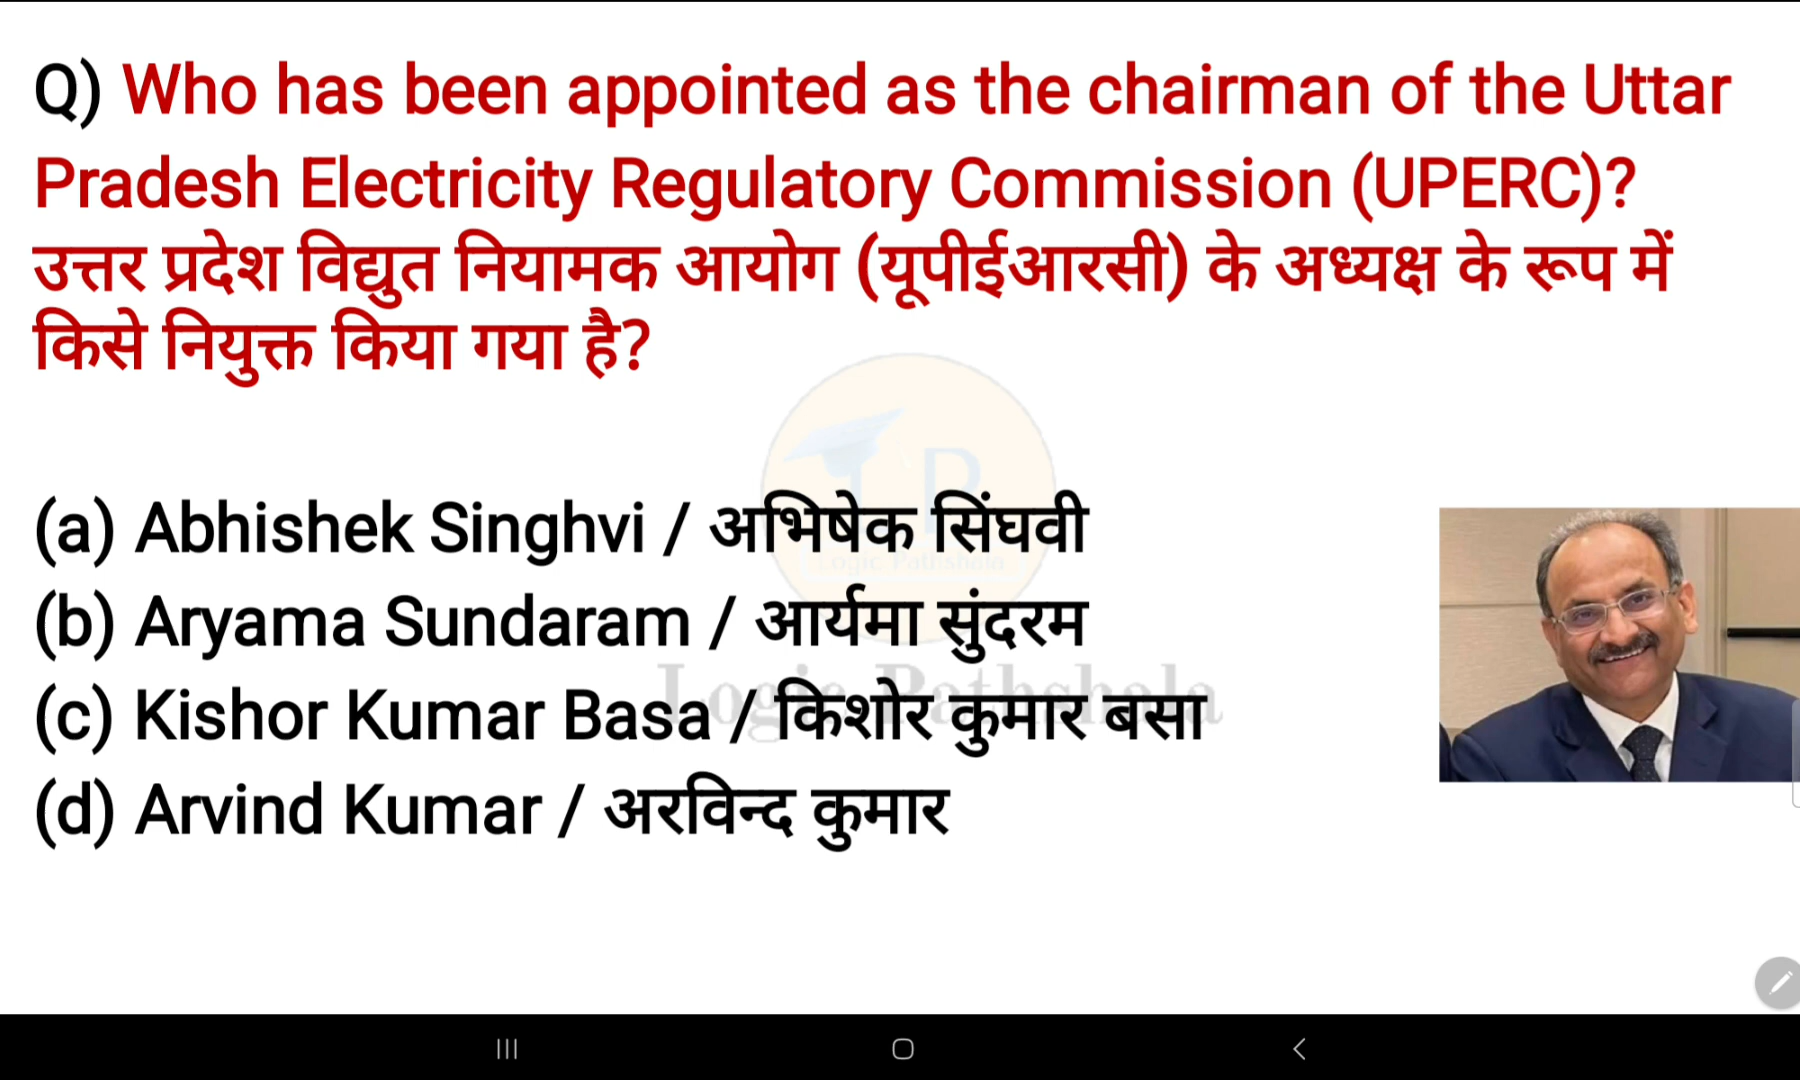 Q) Who has been appointed as the chairman of the Uttar
Pradesh Electricity Regulatory Commission (UPERC)?
उत्तर प्रदेश विद्युत नियामक आयोग (यूपीईआरसी) के अध्यक्ष के रूप में
किसे नियुक्त किया गया है?
(a) Abhishek Singhvi / अभिषेक सिंघवी
Logic Pathshala
(b) Aryama Sundaram / आर्यमा सुंदरम
Logic Pathshala
(c) Kishor Kumar Basa / किशोर कुमार बसा
(d) Arvind Kumar / अरविन्द कुमार